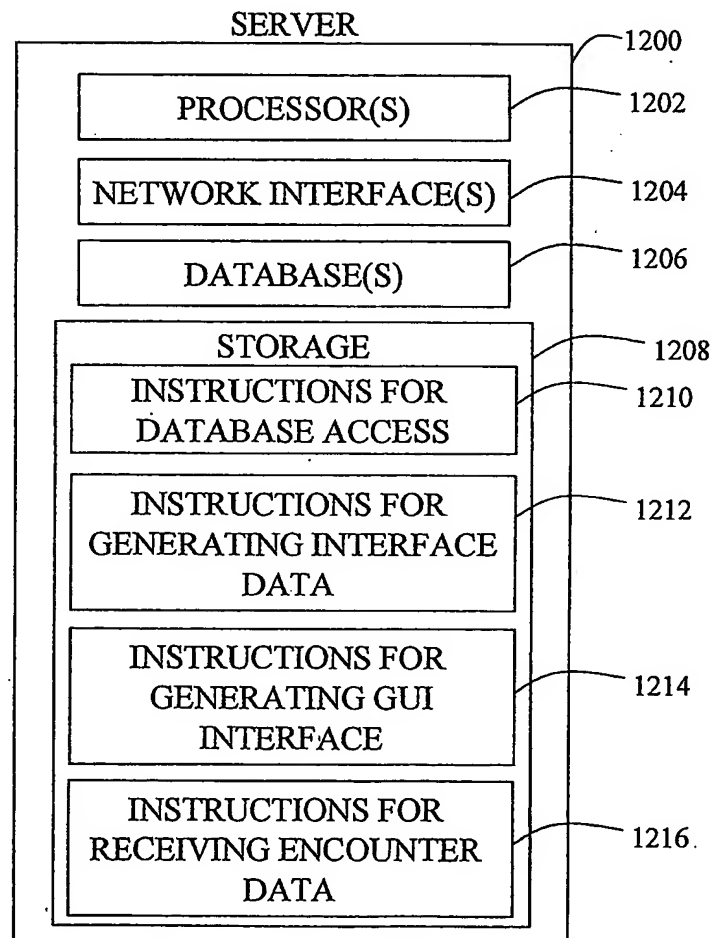 SERVER
1200
PROCESSOR(S)
1202
NETWORK INTERFACE(S)
1204
DATABASE(S)
1206
STORAGE
1208
INSTRUCTIONS FOR
DATABASE ACCESS
1210
INSTRUCTIONS FOR
GENERATING INTERFACE
DATA
1212
INSTRUCTIONS FOR
GENERATING GUI
INTERFACE
1214
INSTRUCTIONS FOR
RECEIVING ENCOUNTER
DATA
1216